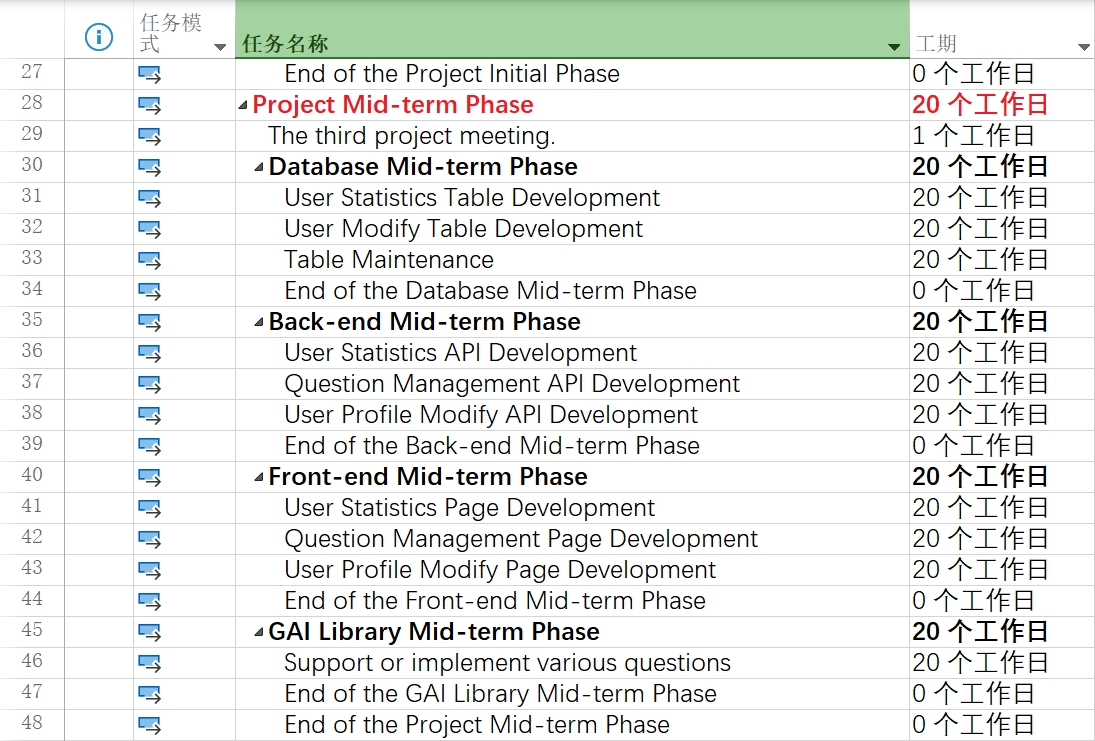 任务模式 任务名称 工期
27 End of the Project Initial Phase 0 个工作日
28 Project Mid-term Phase 20 个工作日
29 The third project meeting. 1 个工作日
30 Database Mid-term Phase 20 个工作日
31 User Statistics Table Development 20 个工作日
32 User Modify Table Development 20 个工作日
33 Table Maintenance 20 个工作日
34 End of the Database Mid-term Phase 0 个工作日
35 Back-end Mid-term Phase 20 个工作日
36 User Statistics API Development 20 个工作日
37 Question Management API Development 20 个工作日
38 User Profile Modify API Development 20 个工作日
39 End of the Back-end Mid-term Phase 0 个工作日
40 Front-end Mid-term Phase 20 个工作日
41 User Statistics Page Development 20 个工作日
42 Question Management Page Development 20 个工作日
43 User Profile Modify Page Development 20 个工作日
44 End of the Front-end Mid-term Phase 0 个工作日
45 GAI Library Mid-term Phase 20 个工作日
46 Support or implement various questions 20 个工作日
47 End of the GAI Library Mid-term Phase 0 个工作日
48 End of the Project Mid-term Phase 0 个工作日